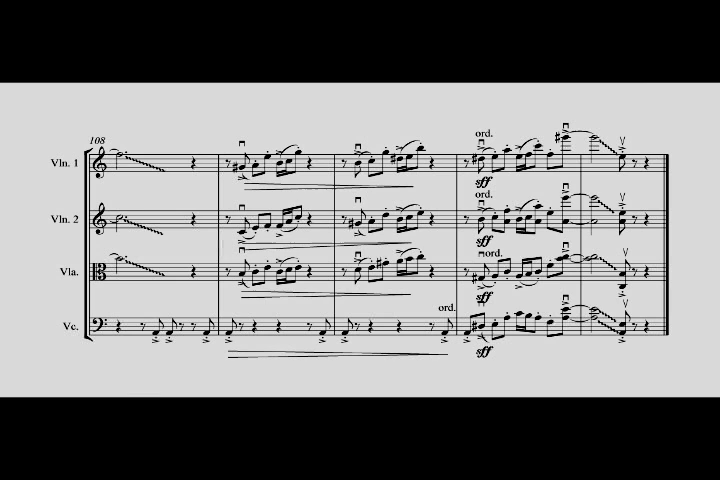 108
Vln. 1
ord.
sff
Vln. 2
ord.
sff
Vla.
ord.
sff
ord.
Vc.
sff